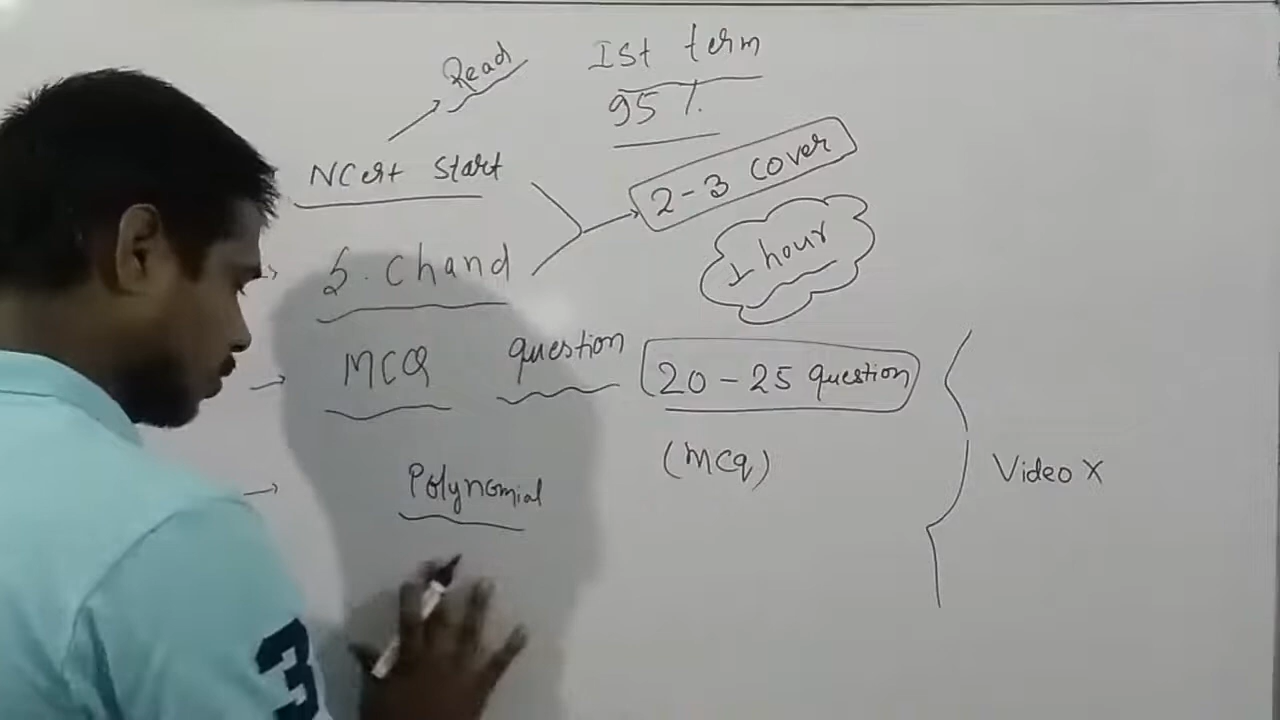 Read
Ist term
95 %
NCert start
2-3 cover
1 hour
S. Chand
MCQ question
20-25 question
(MCQ)
Polynomial
Video X
3